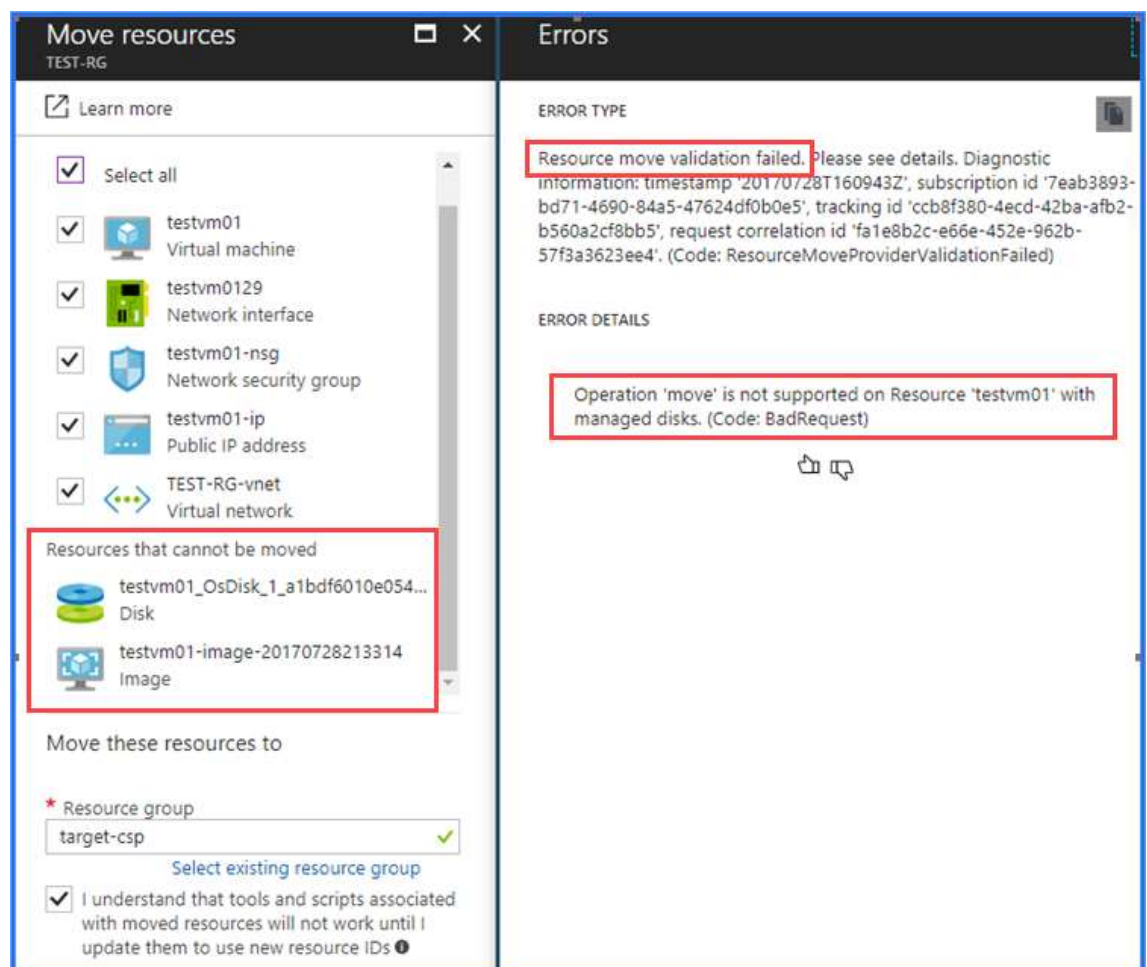 Move resources
TEST-RG
Learn more
Select all
testvm01
Virtual machine
testvm0129
Network interface
testvm01-nsg
Network security group
testvm01-ip
Public IP address
TEST-RG-vnet
Virtual network
Resources that cannot be moved
testvm01_OsDisk_1_a1bdf6010e054...
Disk
testvm01-image-20170728213314
Image
Move these resources to
* Resource group
target-csp
Select existing resource group
I understand that tools and scripts associated
with moved resources will not work until I
update them to use new resource IDs
Errors
ERROR TYPE
Resource move validation failed. Please see details. Diagnostic
information: timestamp '20170728T160943Z', subscription id '7eab3893-
bd71-4690-84a5-47624df0b0e5', tracking id 'ccb8f380-4ecd-42ba-afb2-
b560a2cf8bb5', request correlation id 'fa1e8b2c-e66e-452e-962b-
57f3a3623ee4'. (Code: ResourceMoveProviderValidationFailed)
ERROR DETAILS
Operation 'move' is not supported on Resource 'testvm01' with
managed disks. (Code: BadRequest)